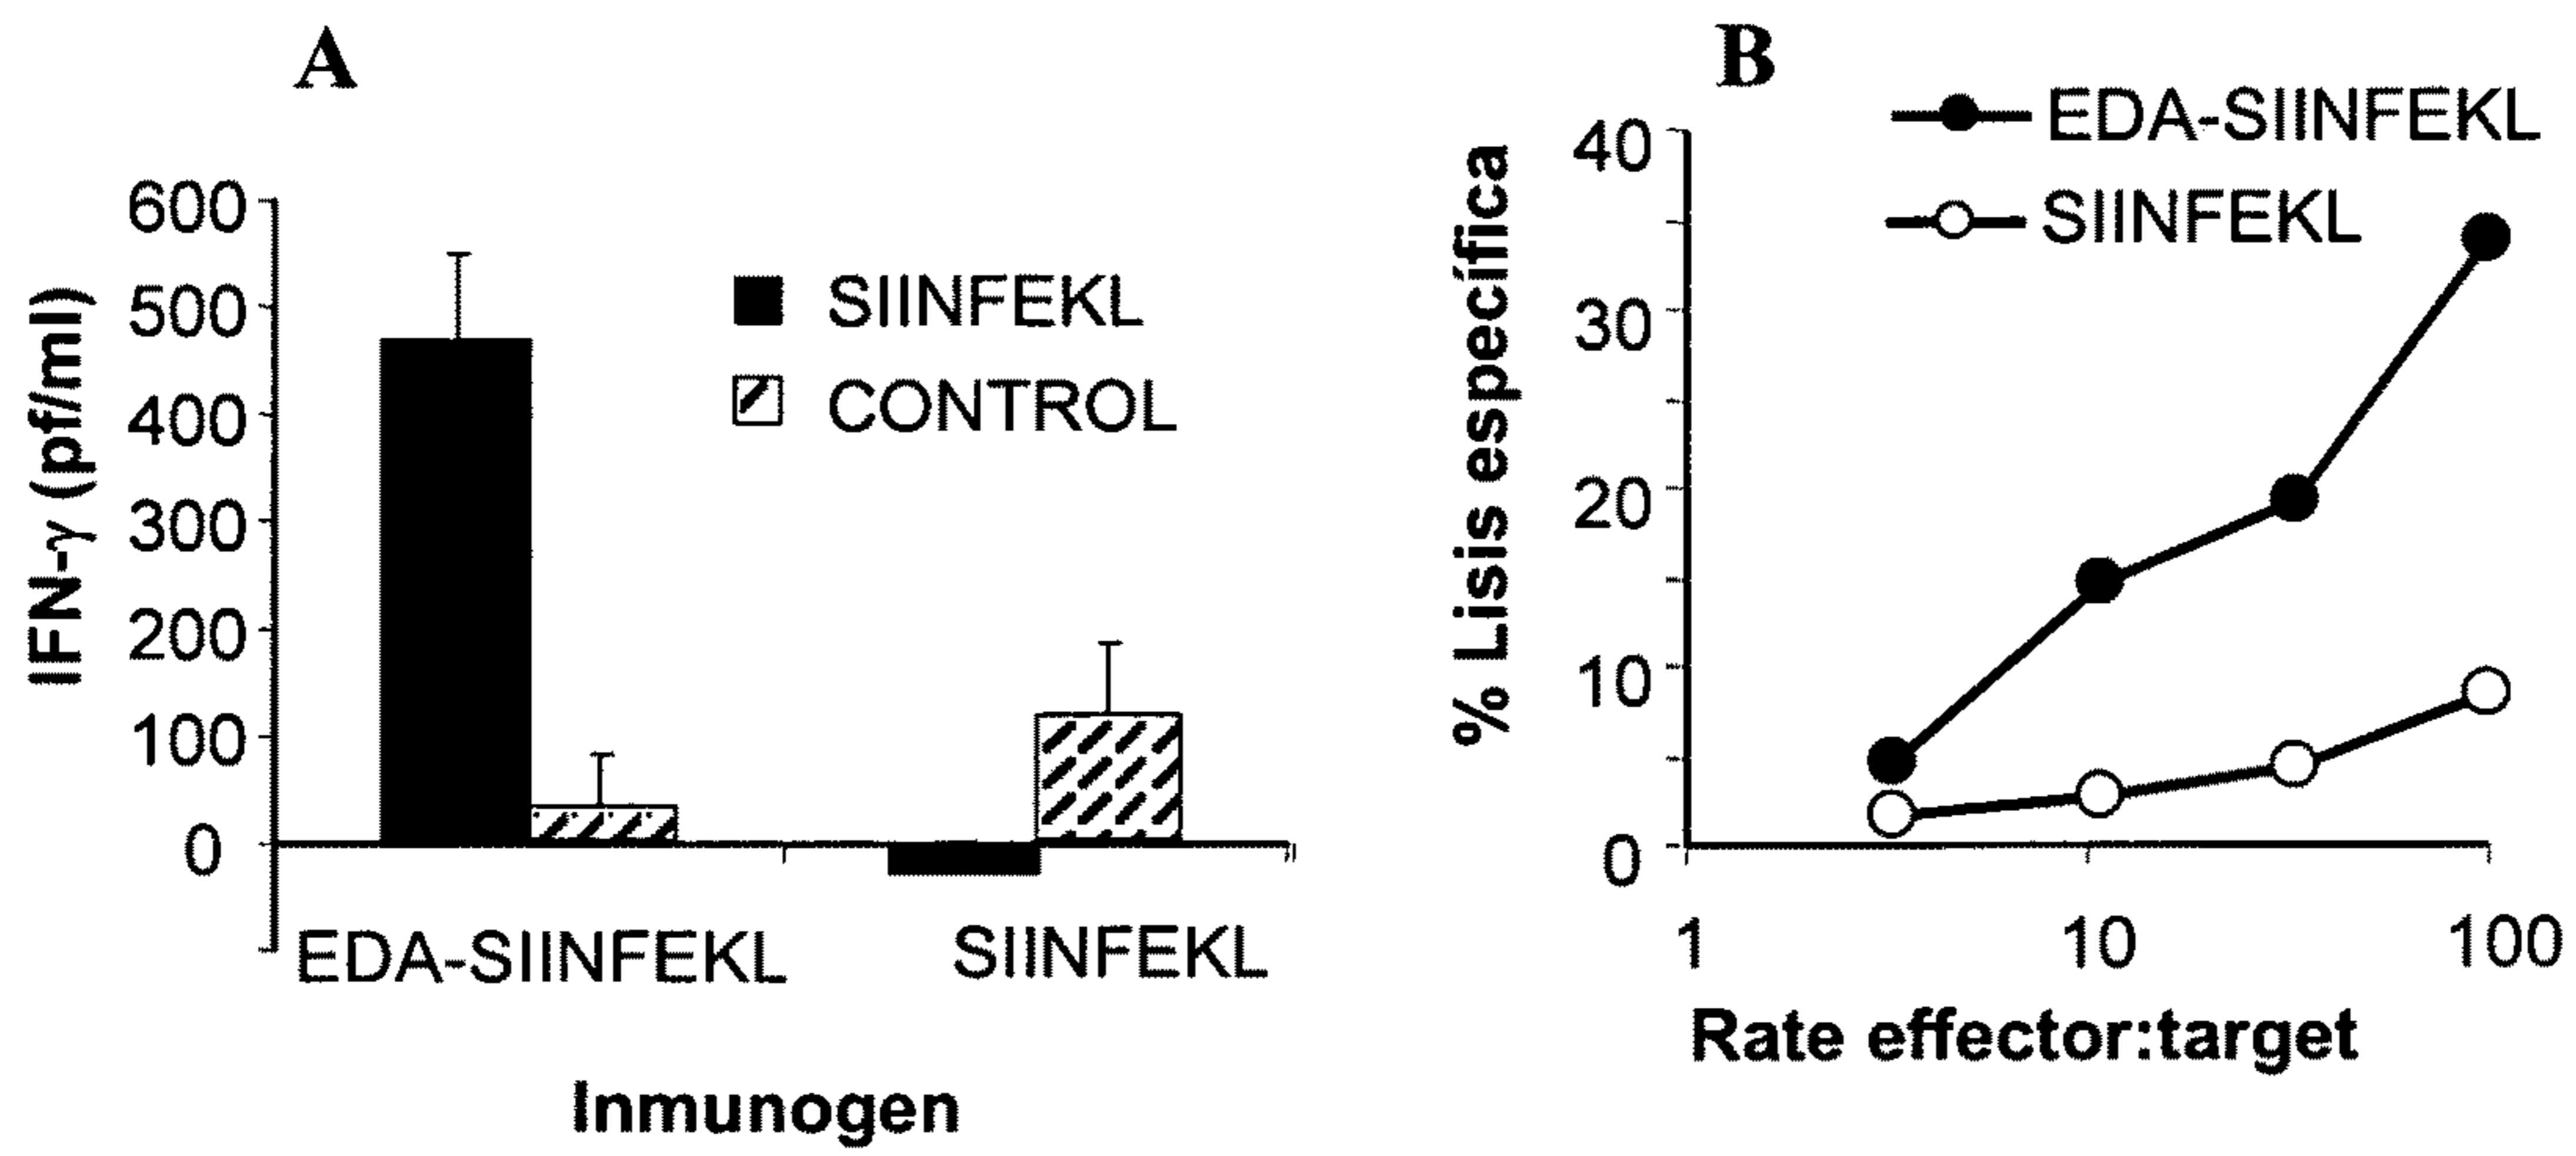 A
IFN-γ (pf/ml)
600
500
400
300
200
100
0
SIINFEKL
CONTROL
EDA-SIINFEKL
SIINFEKL
Inmunogen
B
EDA-SIINFEKL
SIINFEKL
% Lisis específica
40
30
20
10
0
1
10
100
Rate effector:target